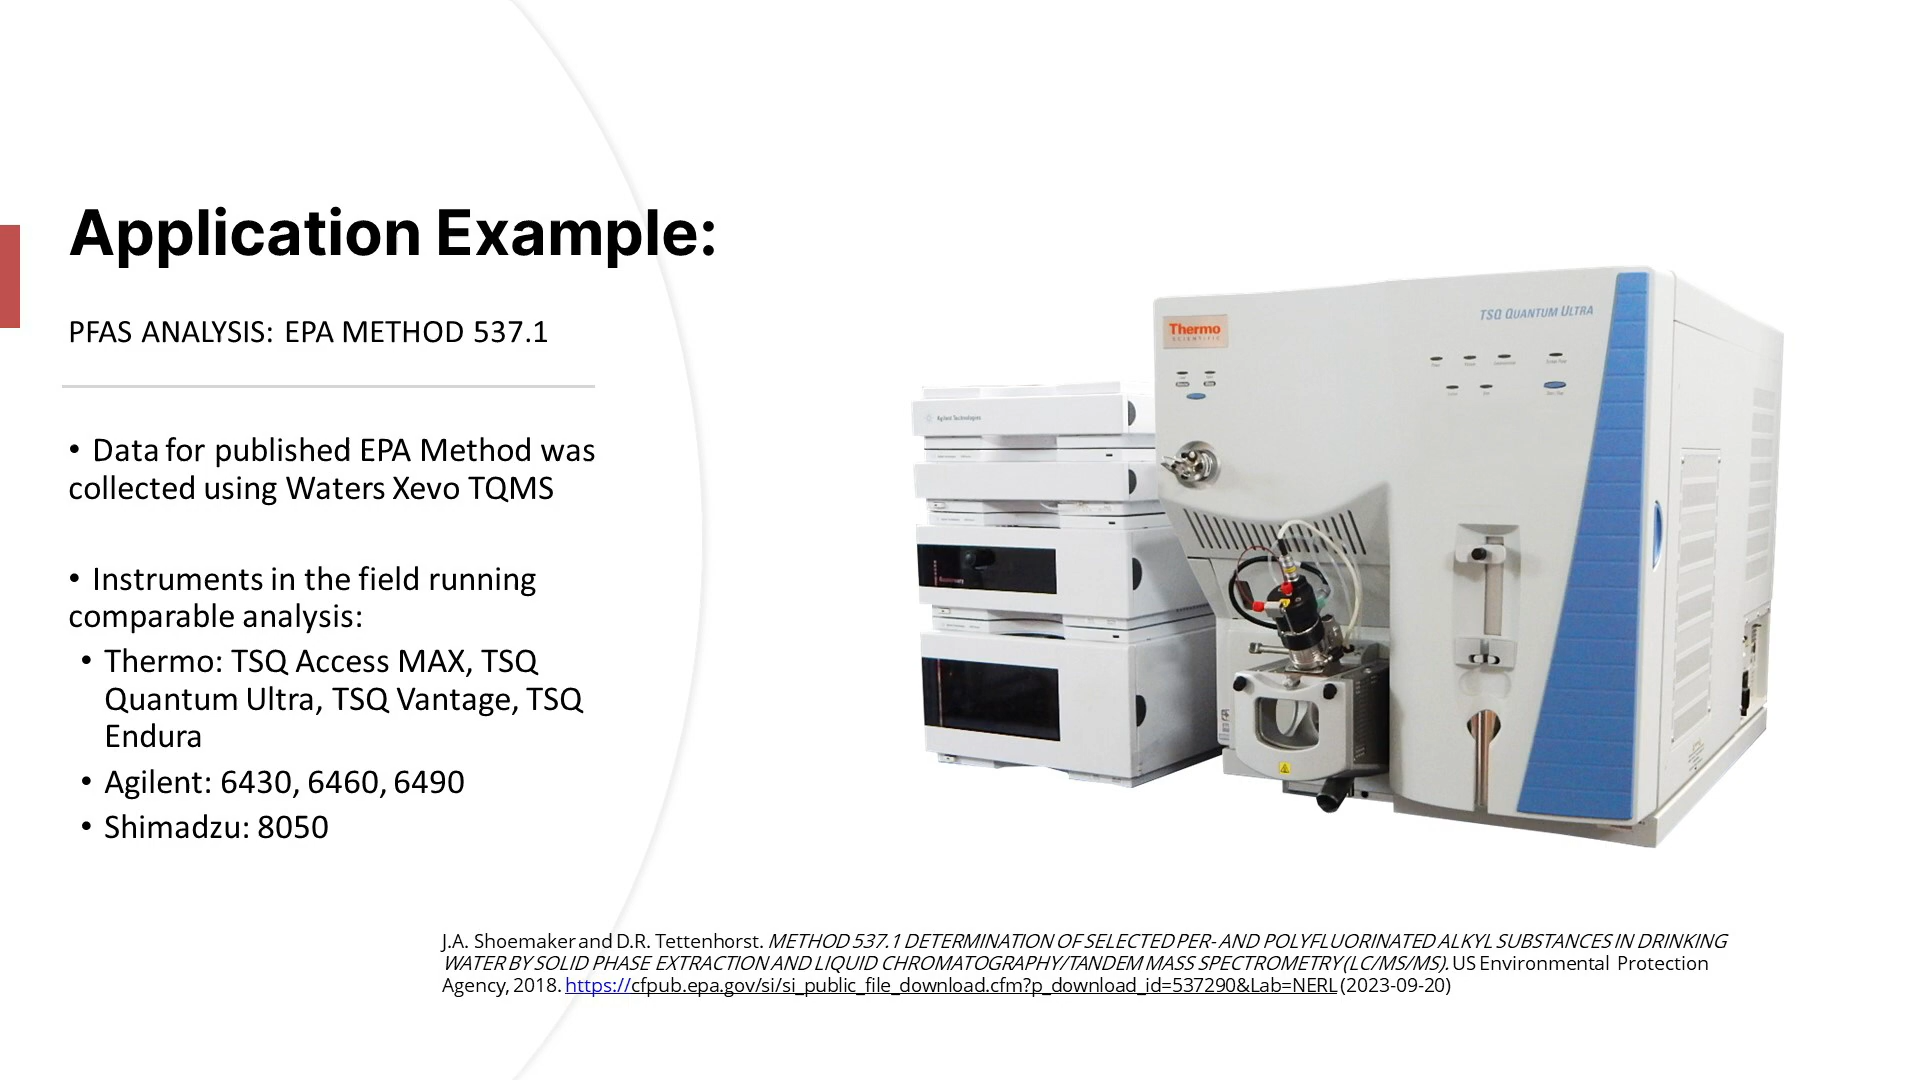 Application Example:
PFAS ANALYSIS: EPA METHOD 537.1
• Data for published EPA Method was
collected using Waters Xevo TQMS
• Instruments in the field running
comparable analysis:
• Thermo: TSQ Access MAX, TSQ
Quantum Ultra, TSQ Vantage, TSQ
Endura
• Agilent: 6430, 6460, 6490
• Shimadzu: 8050
Agilent Technologies
Thermo
SCIENTIFIC
TSQ QUANTUM ULTRA
J.A. Shoemaker and D.R. Tettenhorst. METHOD 537.1 DETERMINATION OF SELECTED PER- AND POLYFLUORINATED ALKYL SUBSTANCES IN DRINKING
WATER BY SOLID PHASE EXTRACTION AND LIQUID CHROMATOGRAPHY/TANDEM MASS SPECTROMETRY (LC/MS/MS). US Environmental Protection
Agency, 2018. https://cfpub.epa.gov/si/si_public_file_download.cfm?p_download_id=537290&Lab=NERL (2023-09-20)